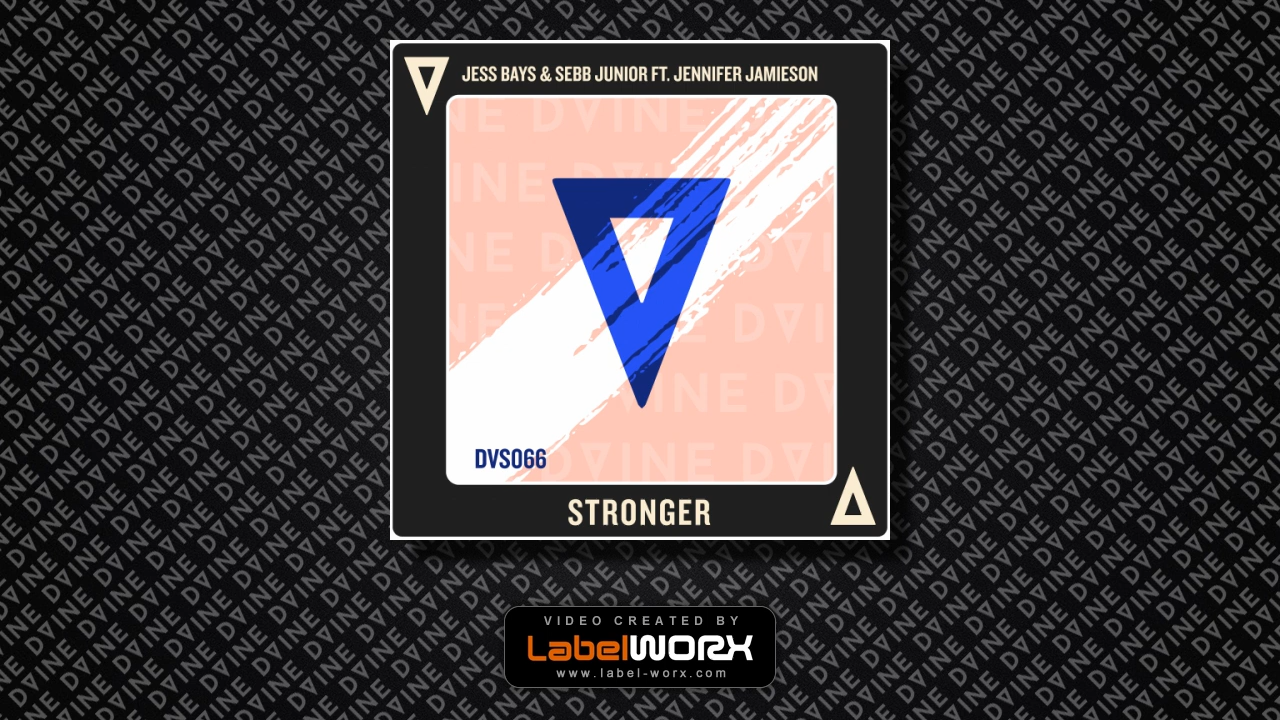 JESS BAYS & SEBB JUNIOR FT. JENNIFER JAMIESON
DVS066
STRONGER
VIDEO CREATED BY
LabelWORX
www.label-worx.com